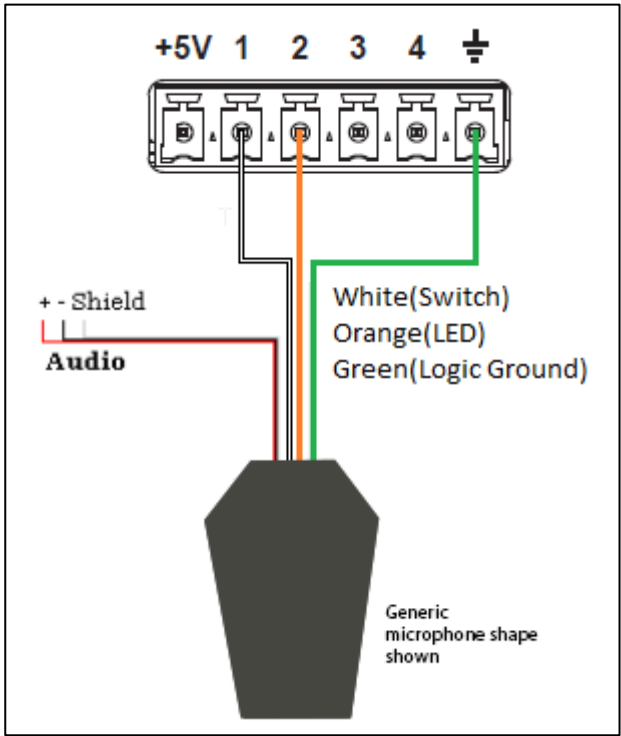 +5V 1 2 3 4
+ - Shield
Audio
White(Switch)
Orange(LED)
Green(Logic Ground)
Generic
microphone shape
shown